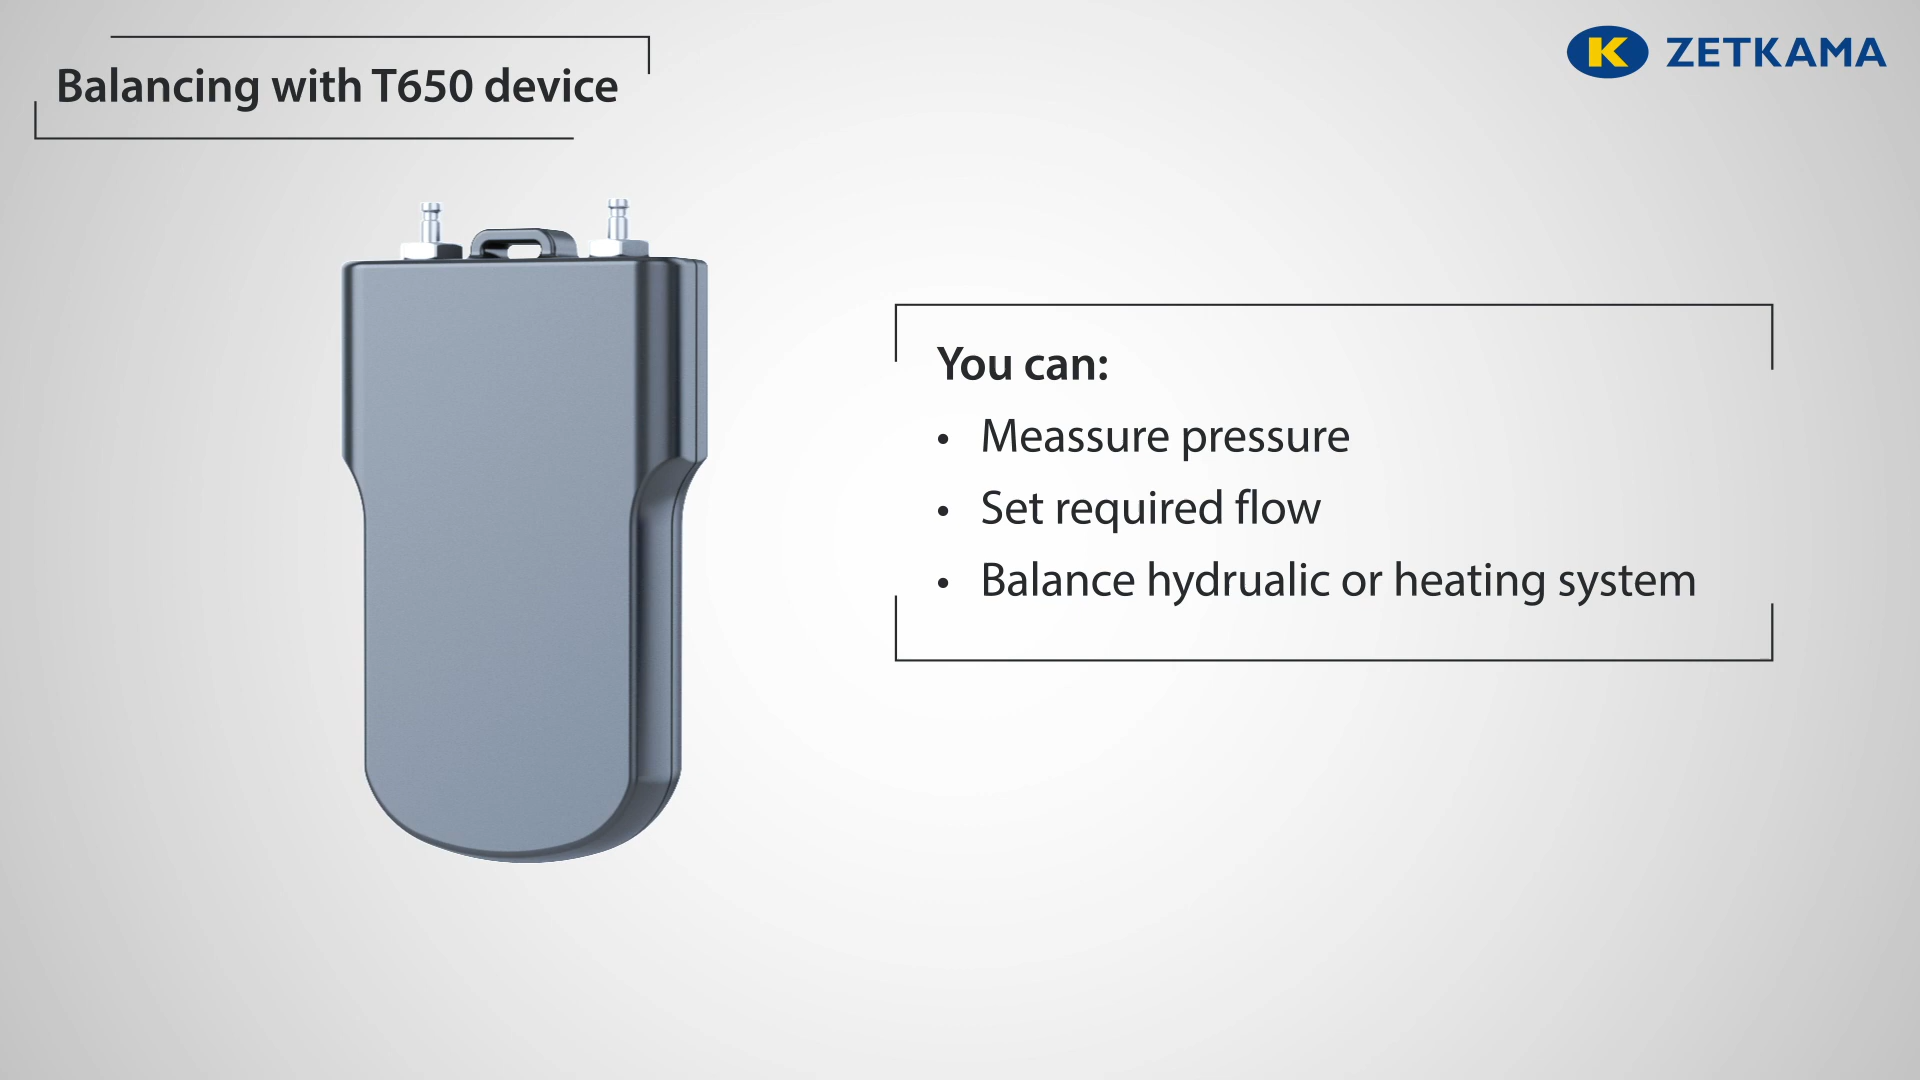 Balancing with T650 device
K ZETKAMA
You can:
• Meassure pressure
• Set required flow
• Balance hydrualic or heating system